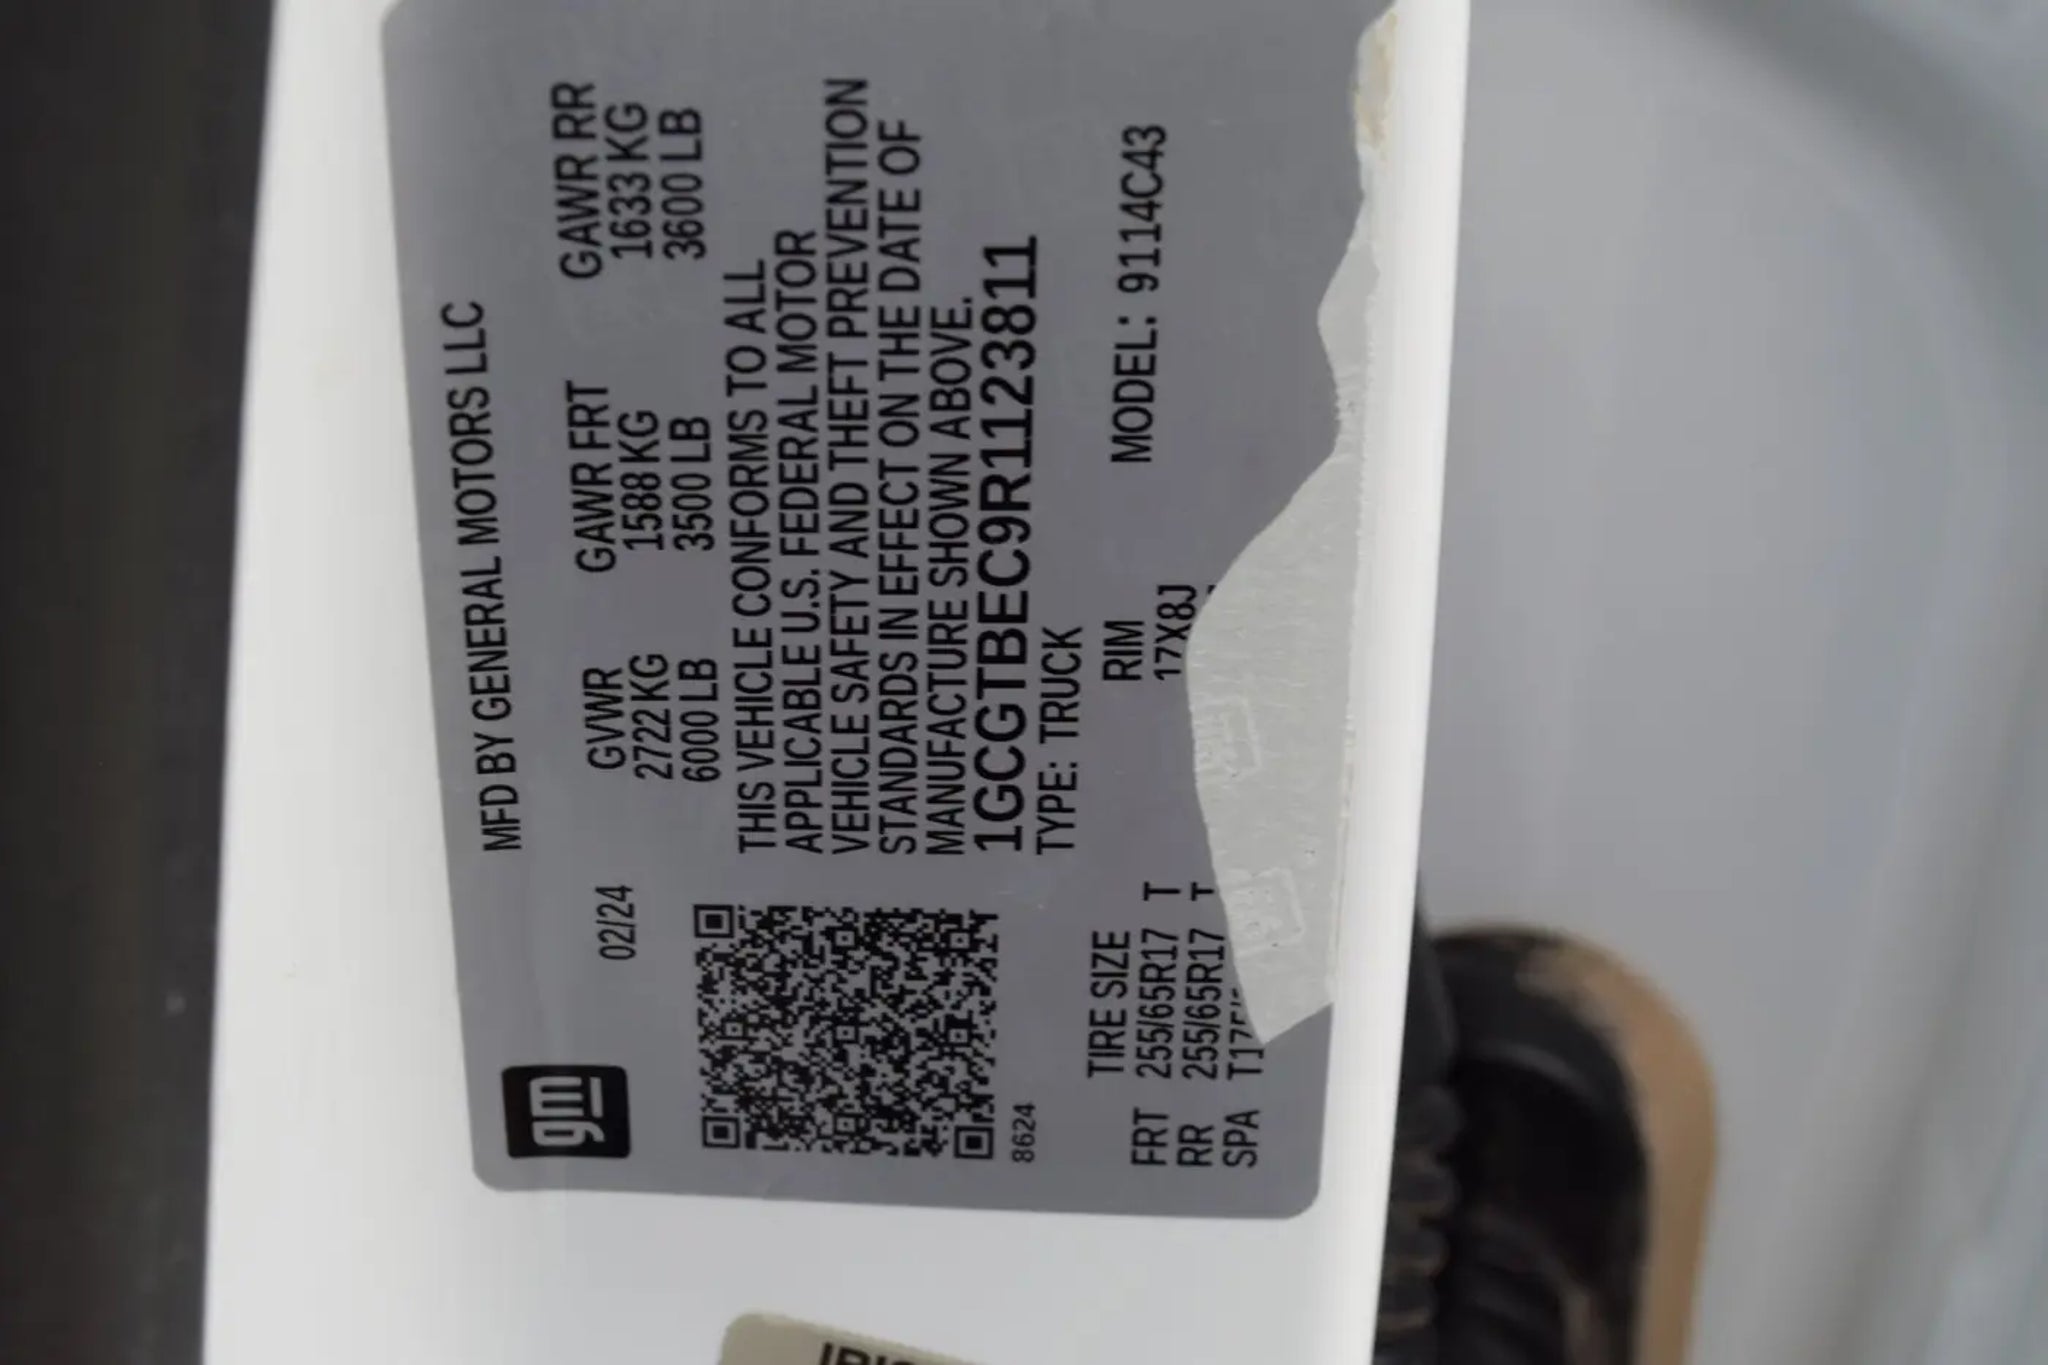 gm
MFD BY GENERAL MOTORS LLC
02/24
GVWR GAWR FRT GAWR RR
2722 KG 1588 KG 1633 KG
6000 LB 3500 LB 3600 LB
THIS VEHICLE CONFORMS TO ALL
APPLICABLE U.S. FEDERAL MOTOR
VEHICLE SAFETY AND THEFT PREVENTION
STANDARDS IN EFFECT ON THE DATE OF
MANUFACTURE SHOWN ABOVE.
1GCGTBEC9R1123811
8624
TYPE: TRUCK
TIRE SIZE RIM MODEL: 9114C43
FRT 255/65R17 T 17X8J
RR 255/65R17 T
SPA